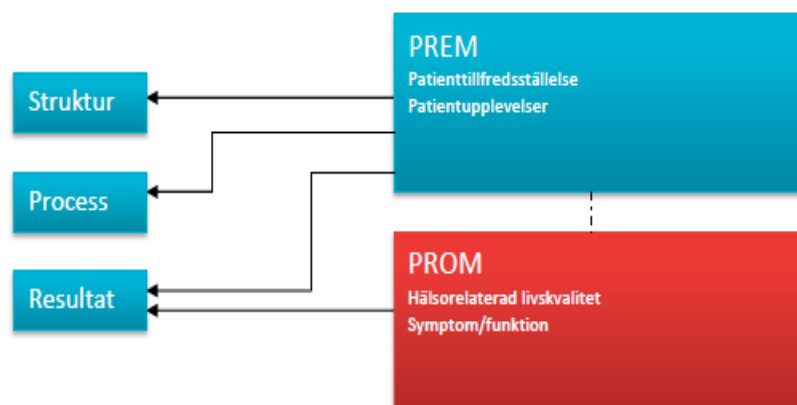 PREM
Patienttillfredsställelse
Patientupplevelser
Struktur
Process
Resultat
PROM
Hälsorelaterad livskvalitet
Symptom/funktion